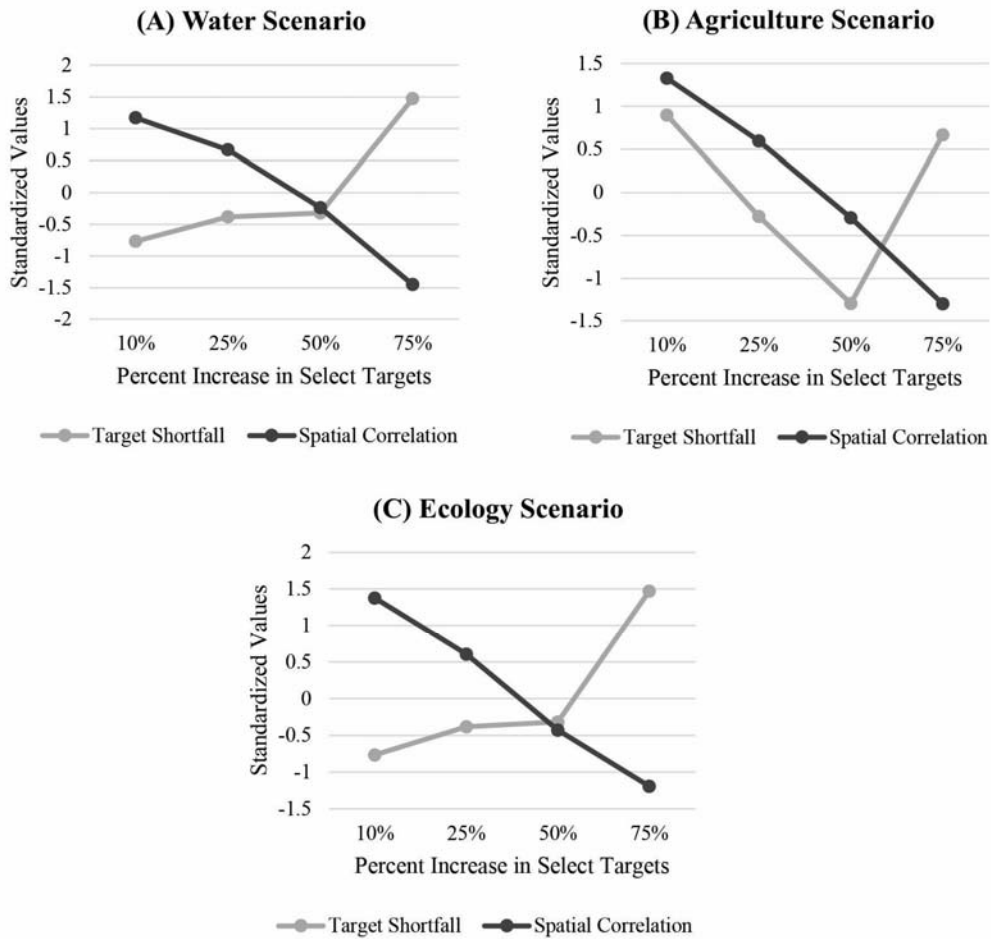 (A) Water Scenario
2
1.5
1
0.5
0
-0.5
-1
-1.5
-2
Standardized Values
10% 25% 50% 75%
Percent Increase in Select Targets
Target Shortfall Spatial Correlation
(B) Agriculture Scenario
1.5
1
0.5
0
-0.5
-1
-1.5
Standardized Values
10% 25% 50% 75%
Percent Increase in Select Targets
Target Shortfall Spatial Correlation
(C) Ecology Scenario
2
1.5
1
0.5
0
-0.5
-1
-1.5
Standardized Values
10% 25% 50% 75%
Percent Increase in Select Targets
Target Shortfall Spatial Correlation